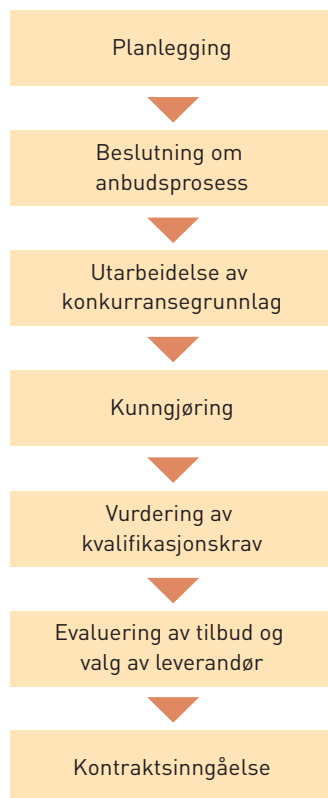 Planlegging
Beslutning om
anbudsprosess
Utarbeidelse av
konkurransegrunnlag
Kunngjøring
Vurdering av
kvalifikasjonskrav
Evaluering av tilbud og
valg av leverandør
Kontraktsinngåelse